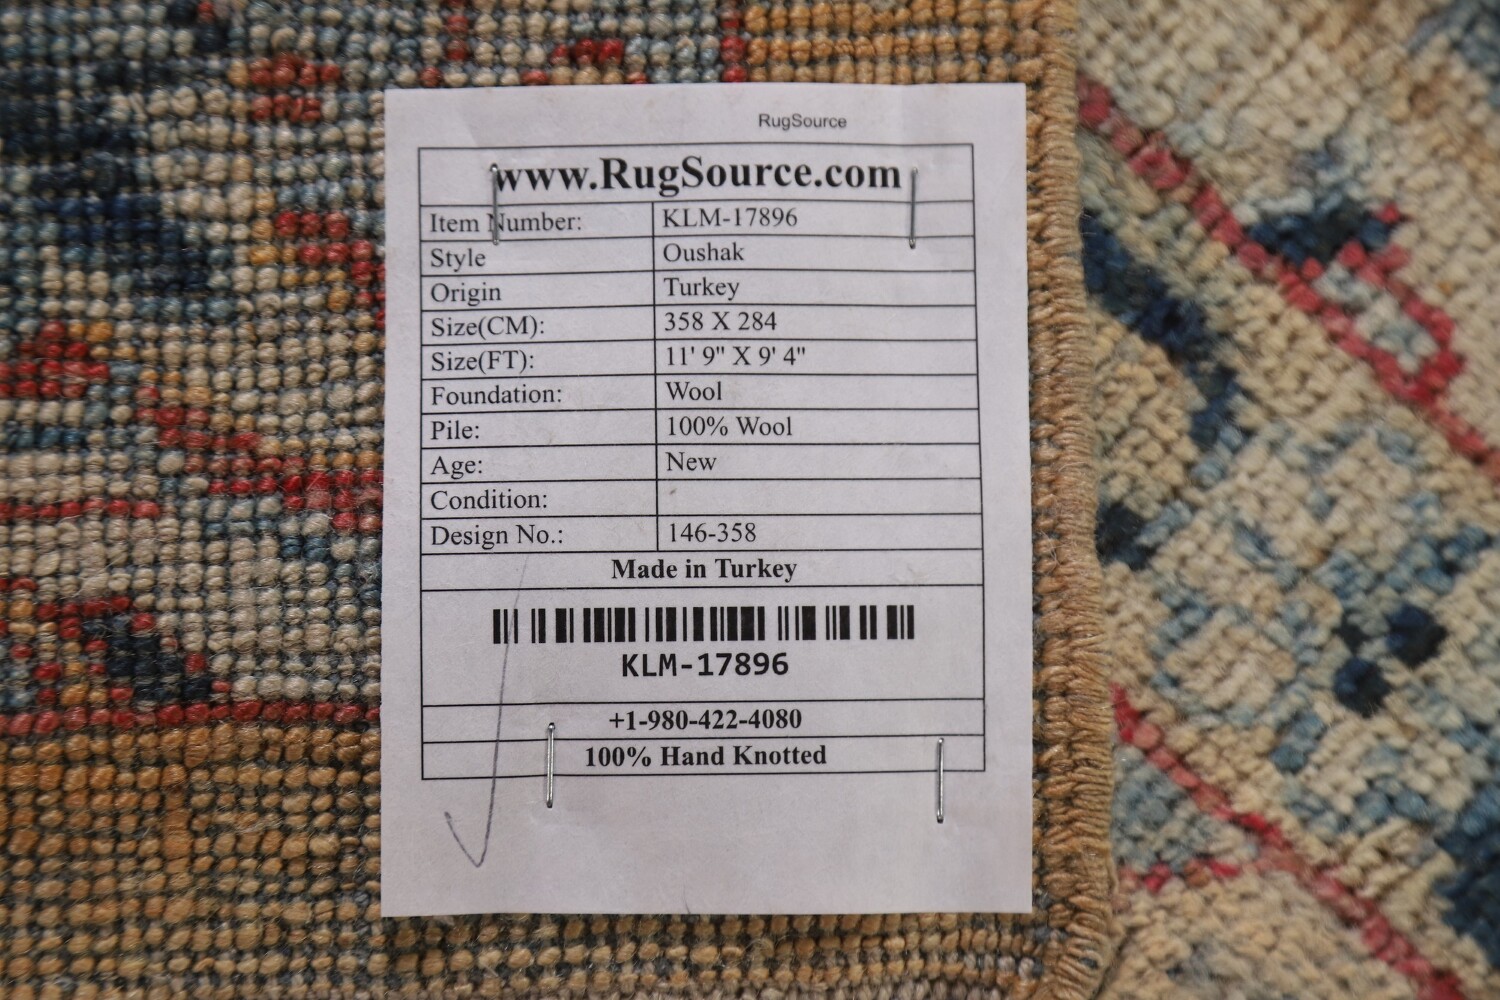 RugSource
www.RugSource.com
Item Number: KLM-17896
Style Oushak
Origin Turkey
Size(CM): 358 X 284
Size(FT): 11' 9" X 9' 4"
Foundation: Wool
Pile: 100% Wool
Age: New
Condition:
Design No.: 146-358
Made in Turkey
KLM-17896
+1-980-422-4080
100% Hand Knotted